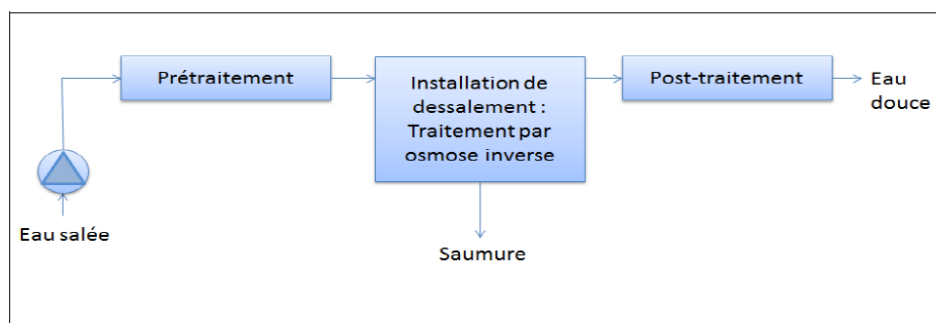 Prétraitement
Installation de
dessalement :
Traitement par
osmose inverse
Post-traitement
Eau
douce
Eau salée
Saumure